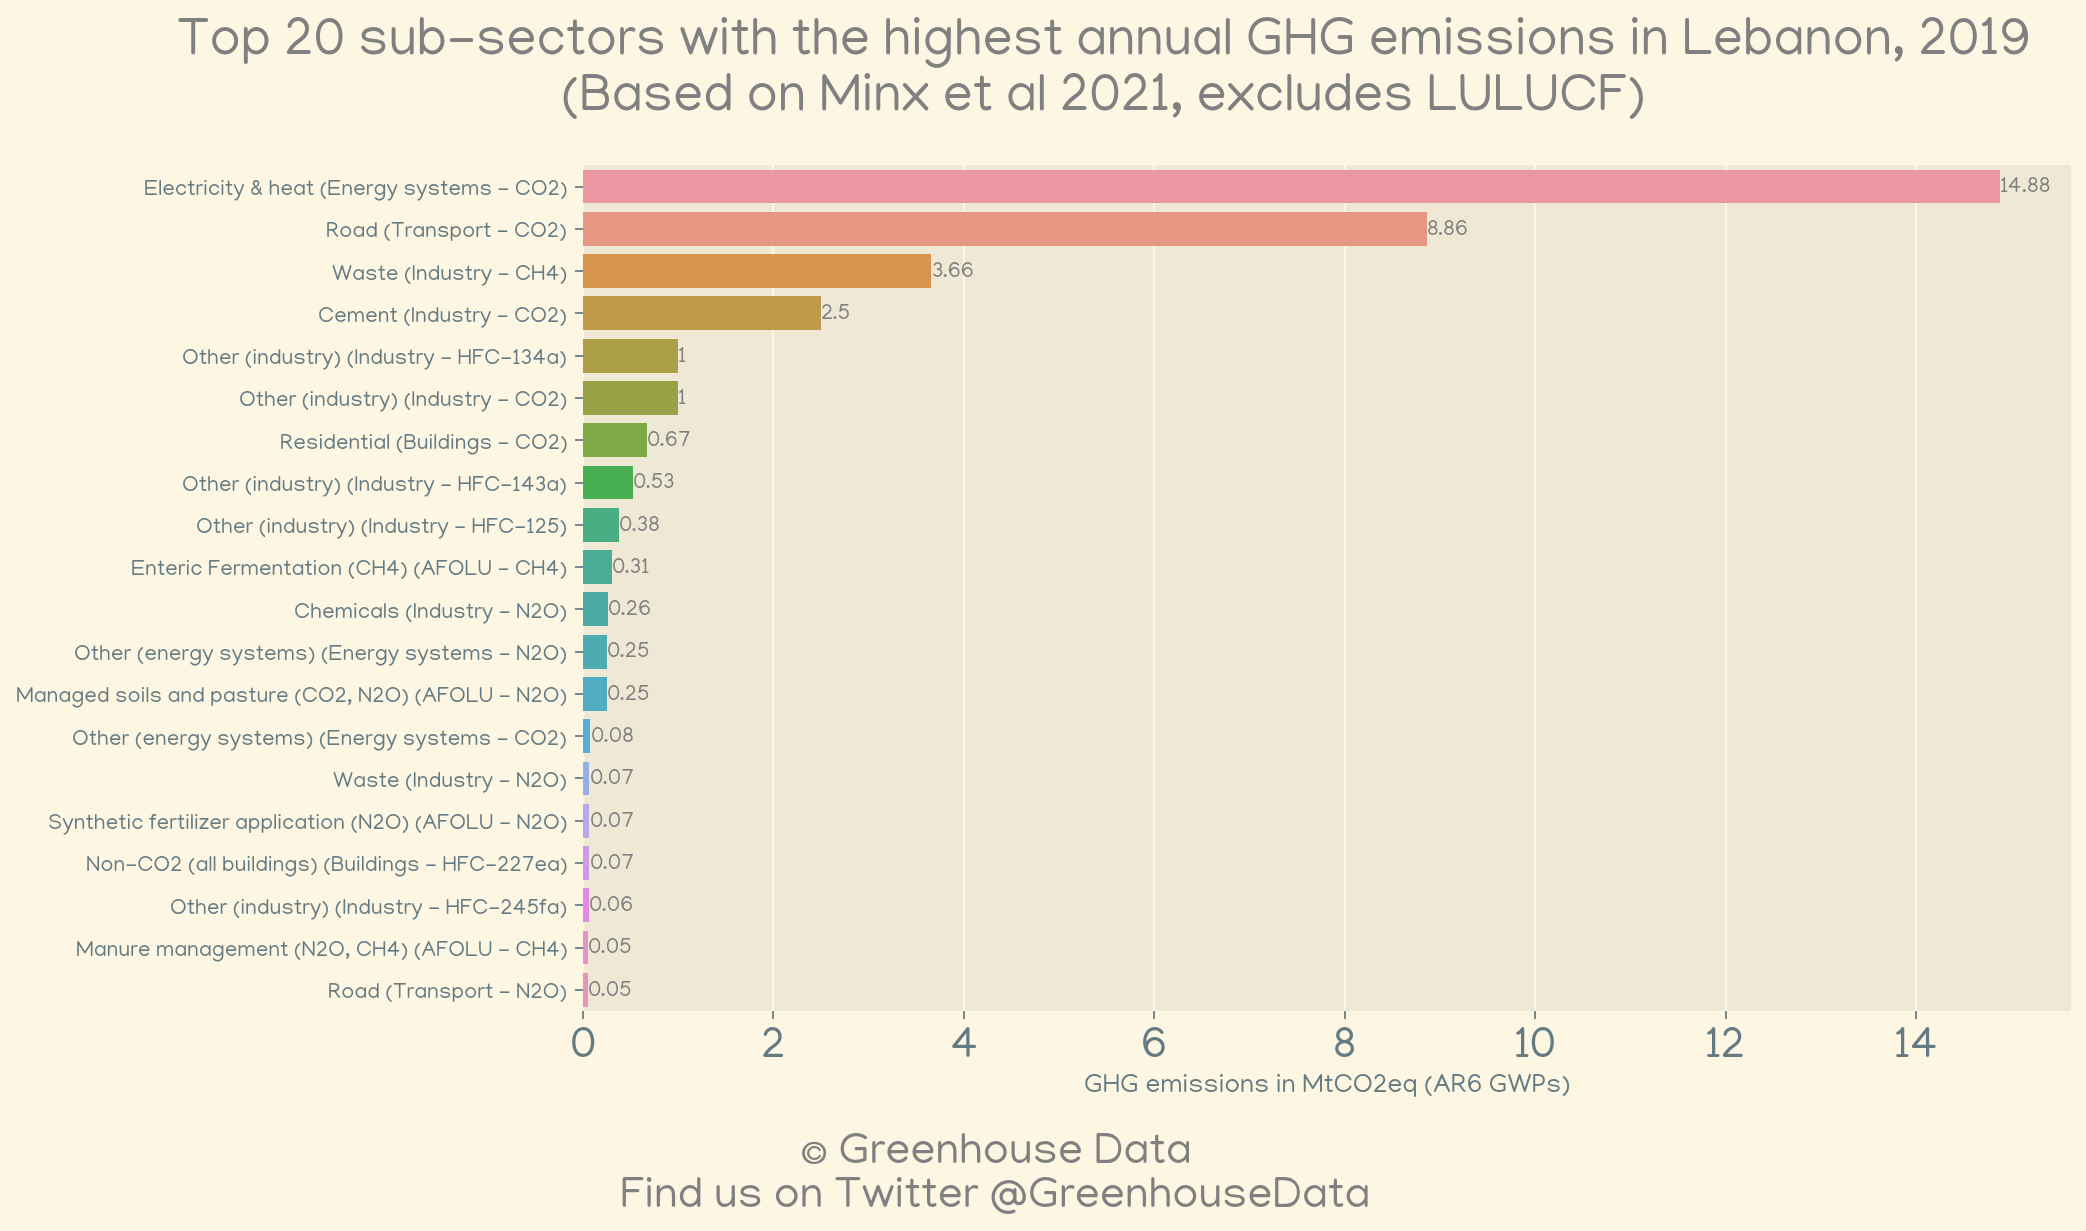 Top 20 sub-sectors with the highest annual GHG emissions in Lebanon, 2019
(Based on Minx et al 2021, excludes LULUCF)
Electricity & heat (Energy systems - CO2) 14.88
Road (Transport - CO2) 8.86
Waste (Industry - CH4) 3.66
Cement (Industry - CO2) 2.5
Other (industry) (Industry - HFC-134a) 1
Other (industry) (Industry - CO2) 1
Residential (Buildings - CO2) 0.67
Other (industry) (Industry - HFC-143a) 0.53
Other (industry) (Industry - HFC-125) 0.38
Enteric Fermentation (CH4) (AFOLU - CH4) 0.31
Chemicals (Industry - N2O) 0.26
Other (energy systems) (Energy systems - N2O) 0.25
Managed soils and pasture (CO2, N2O) (AFOLU - N2O) 0.25
Other (energy systems) (Energy systems - CO2) 0.08
Waste (Industry - N2O) 0.07
Synthetic fertilizer application (N2O) (AFOLU - N2O) 0.07
Non-CO2 (all buildings) (Buildings - HFC-227ea) 0.07
Other (industry) (Industry - HFC-245fa) 0.06
Manure management (N2O, CH4) (AFOLU - CH4) 0.05
Road (Transport - N2O) 0.05
0 2 4 6 8 10 12 14
GHG emissions in MtCO2eq (AR6 GWPs)
© Greenhouse Data
Find us on Twitter @GreenhouseData